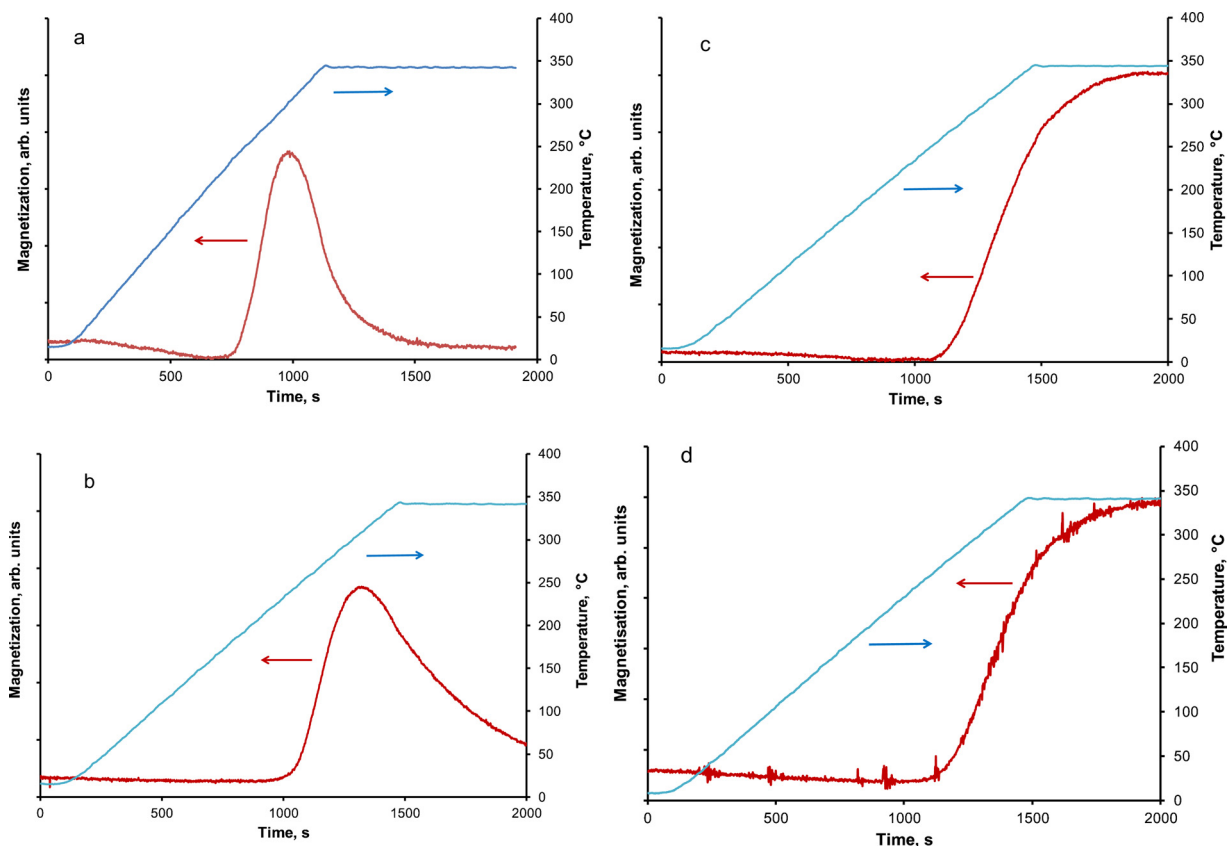 a
Magnetization, arb. units
400
350
300
250
200
150
100
50
0
Temperature, °C
0 500 1000 1500 2000
Time, s
c
Magnetization, arb. units
400
350
300
250
200
150
100
50
0
Temperature, °C
0 500 1000 1500 2000
Time, s
b
Magnetization, arb. units
400
350
300
250
200
150
100
50
0
Temperature, °C
0 500 1000 1500 2000
Time, s
d
Magnetisation, arb. units
400
350
300
250
200
150
100
50
0
Temperature, °C
0 500 1000 1500 2000
Time, s